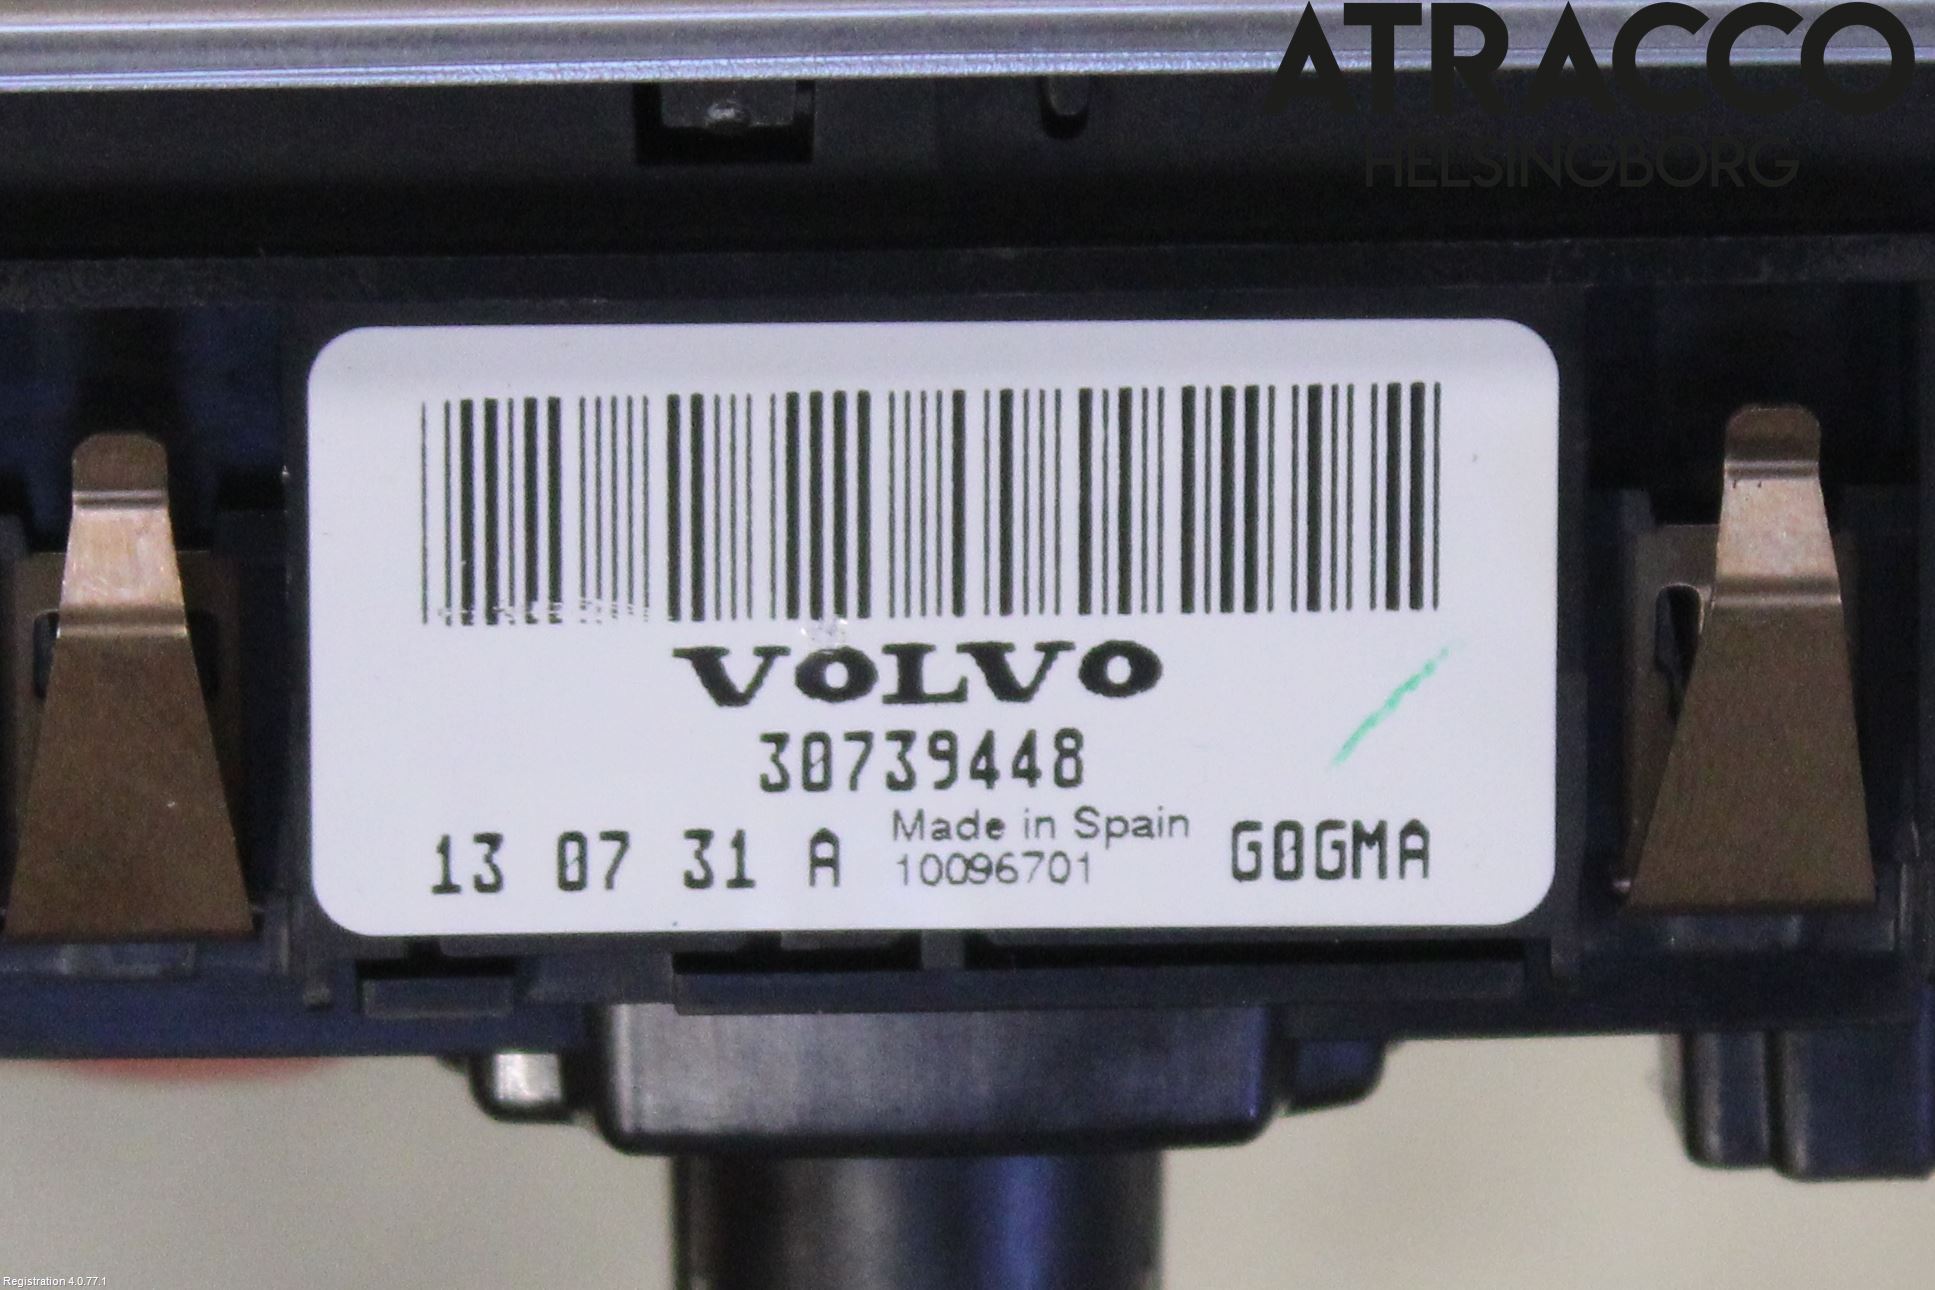 ATRACCO
HELSINGBORG
VOLVO
30739448
Made in Spain
13 07 31 A 10096701 G0GMA
Registration 4.0.77.1